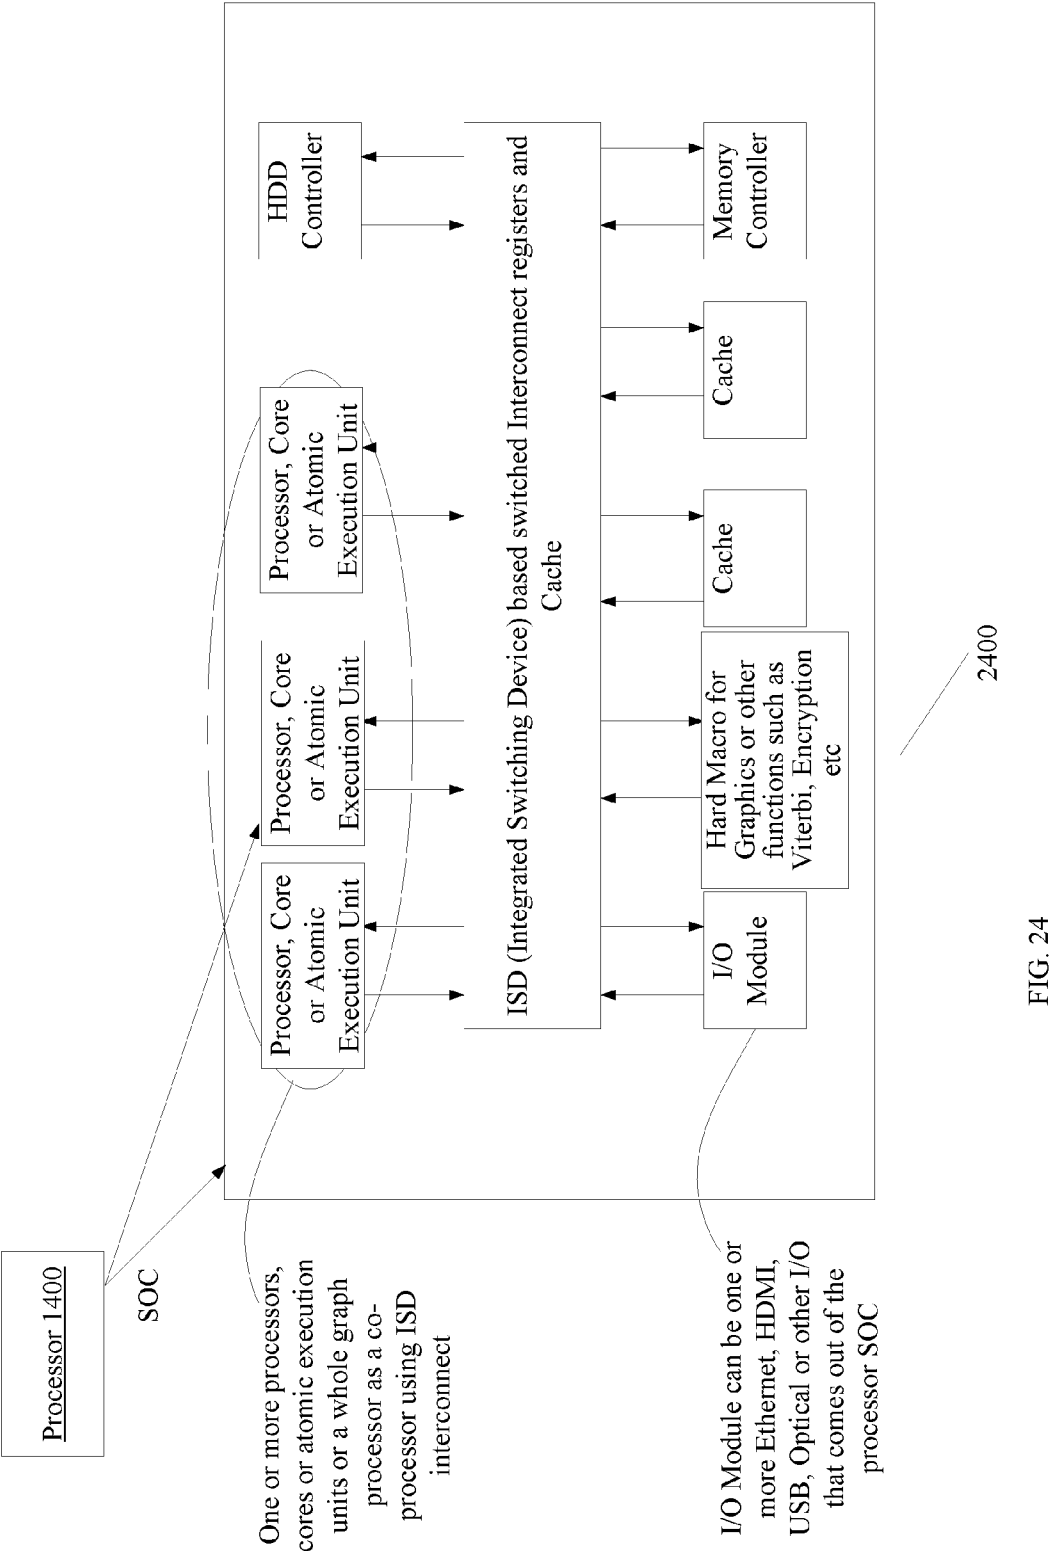 Processor 1400
SOC
One or more processors,
cores or atomic execution
units or a whole graph
processor as a co-
processor using ISD
interconnect
Processor, Core
or Atomic
Execution Unit
Processor, Core
or Atomic
Execution Unit
Processor, Core
or Atomic
Execution Unit
HDD
Controller
ISD (Integrated Switching Device) based switched Interconnect registers and
Cache
I/O Module can be one or
more Ethernet, HDMI,
USB, Optical or other I/O
that comes out of the
processor SOC
I/O
Module
Hard Macro for
Graphics or other
functions such as
Viterbi, Encryption
etc
Cache
Cache
Memory
Controller
2400
FIG. 24